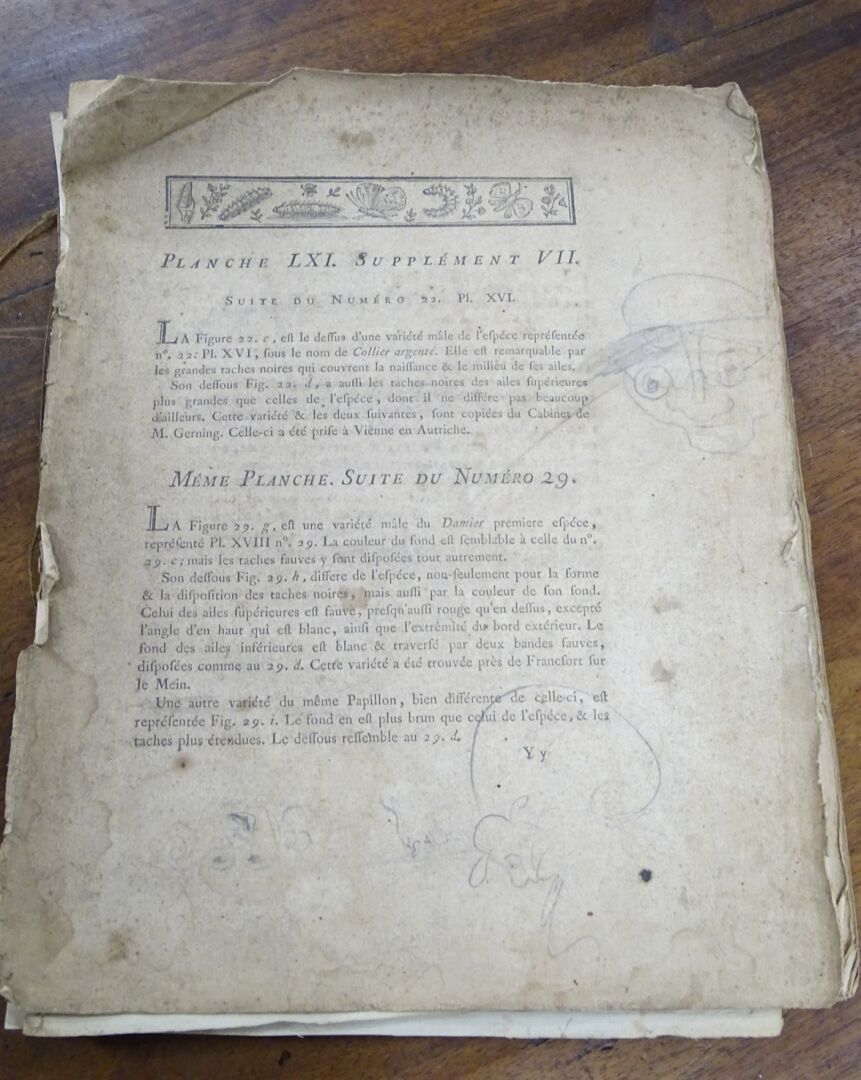 PLANCHE LXI. SUPPLÉMENT VII.
SUITE DU NUMÉRO 22. PL. XVI.
LA Figure 22. c, eſt le deſſus d'une variété mâle de l'eſpéce repréſentée
nº. 22: Pl. XVI, ſous le nom de Collier argenté. Elle eſt remarquable par
les grandes taches noires qui couvrent la naiſſance & le milieu de ſes ailes.
Son deſſous Fig. 22. d, a auſſi les taches noires des ailes ſupérieures
plus grandes que celles de l'eſpéce, dont il ne différe pas beaucoup
d'ailleurs. Cette variété & les deux ſuivantes, ſont copiées du Cabinet de
M. Gerning. Celle-ci a été priſe à Vienne en Autriche.
MÊME PLANCHE. SUITE DU NUMÉRO 29.
LA Figure 29. g, eſt une variété mâle du Damier premiere eſpéce,
repréſenté Pl. XVIII nº. 29. La couleur du fond eſt ſemblable à celle du nº.
29. c; mais les taches fauves y ſont diſpoſées tout autrement.
Son deſſous Fig. 29. h, differe de l'eſpéce, non-ſeulement pour la forme
& la diſpoſition des taches noires, mais auſſi par la couleur de ſon fond.
Celui des ailes ſupérieures eſt fauve, preſqu'auſſi rouge qu'en deſſus, excepté
l'angle d'en haut qui eſt blanc, ainſi que l'extrêmité du bord extérieur. Le
fond des ailes inférieures eſt blanc & traverſé par deux bandes fauves,
diſpoſées comme au 29. d. Cette variété a été trouvée près de Francfort ſur
le Mein.
Une autre variété du même Papillon, bien différente de celle-ci, eſt
repréſentée Fig. 29. i. Le fond en eſt plus brun que celui de l'eſpéce, & les
taches plus étendues. Le deſſous reſſemble au 29. d.
Y y